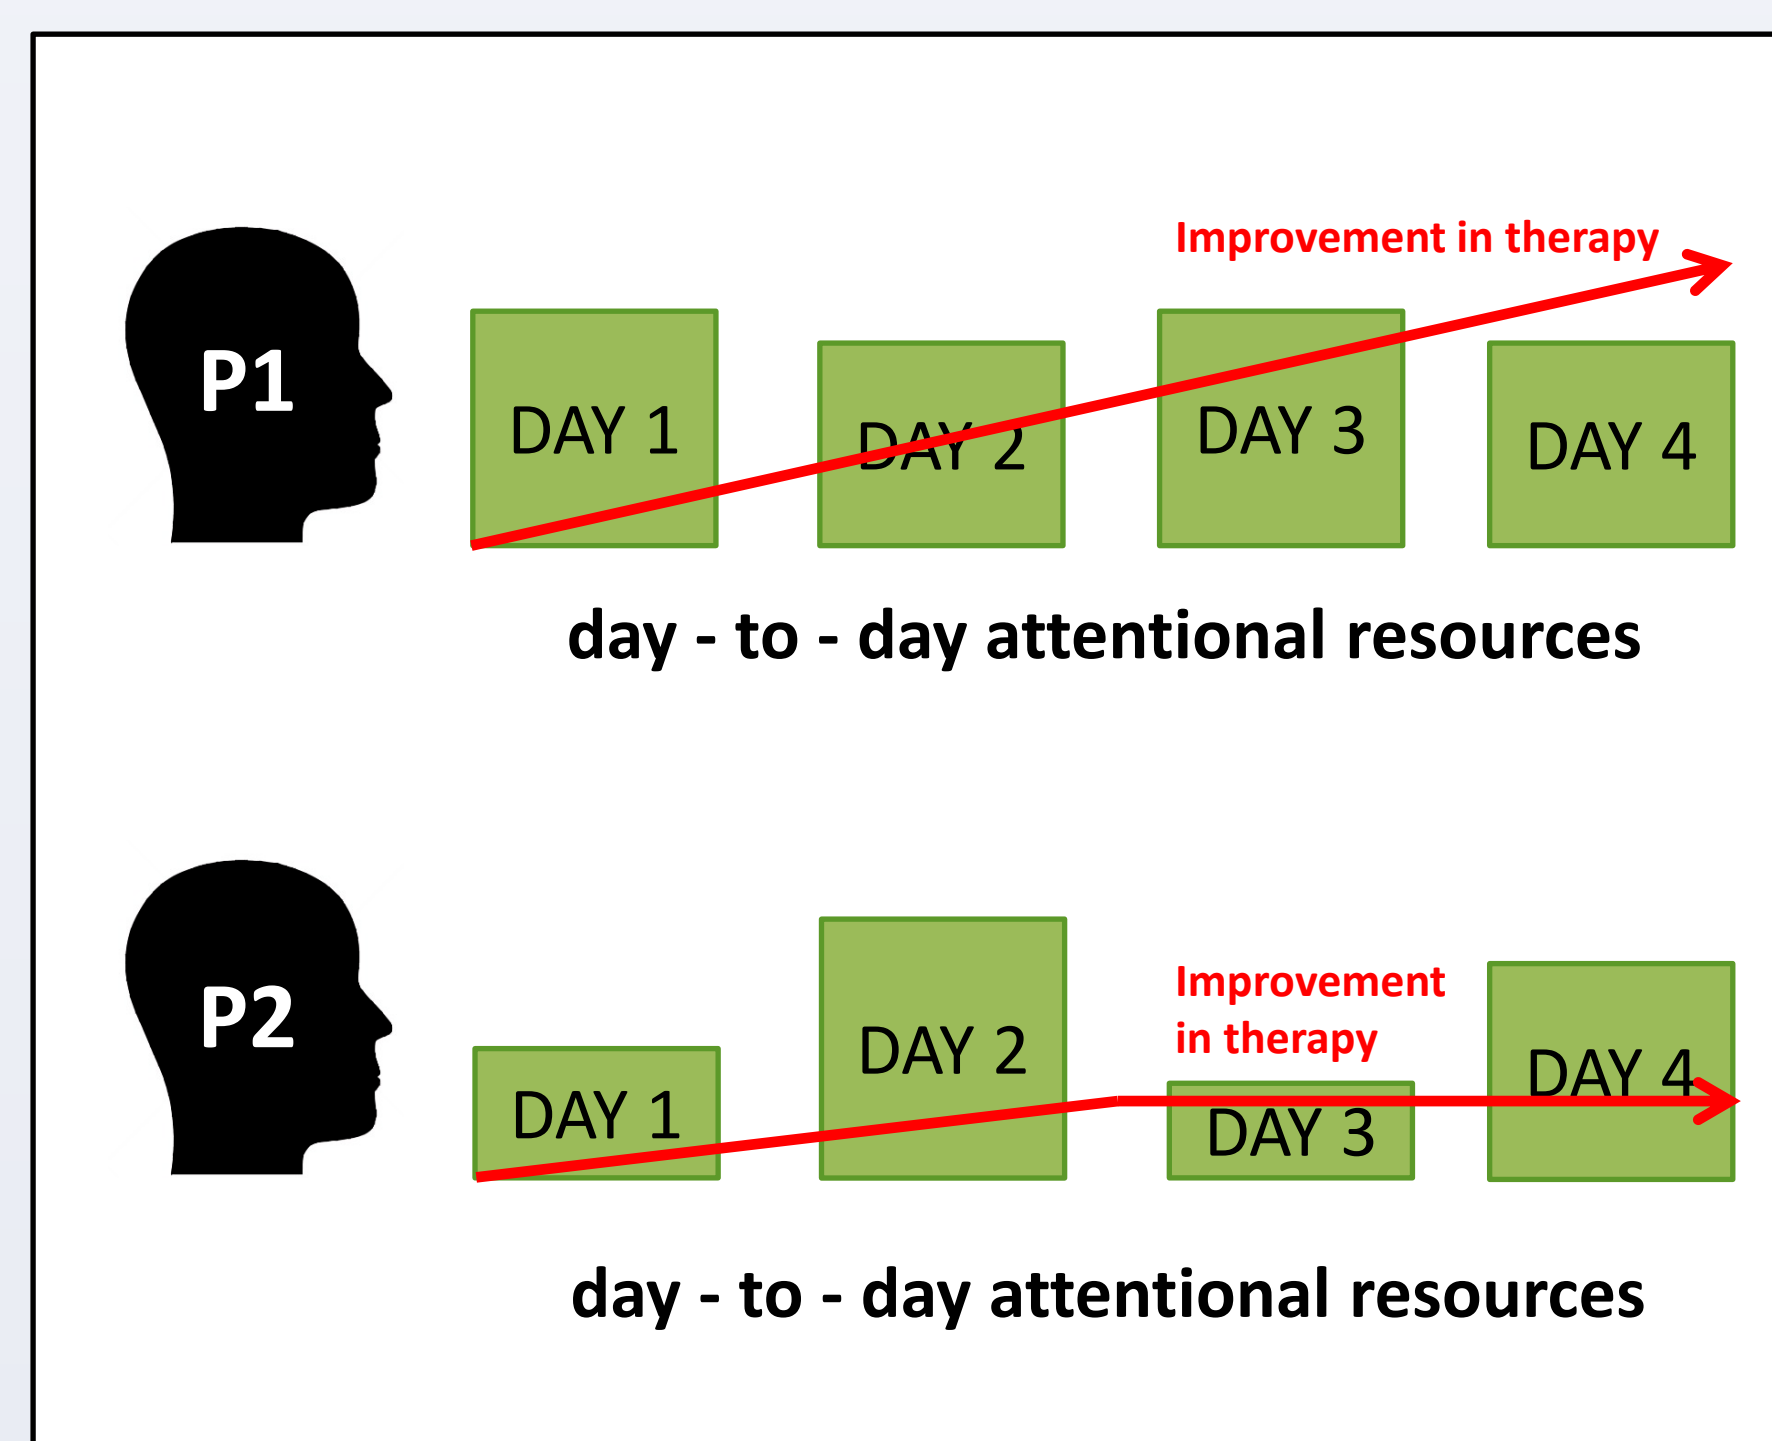 Improvement in therapy
P1
DAY 1
DAY 2
DAY 3
DAY 4
day - to - day attentional resources
P2
DAY 1
DAY 2
Improvement
in therapy
DAY 3
DAY 4
day - to - day attentional resources